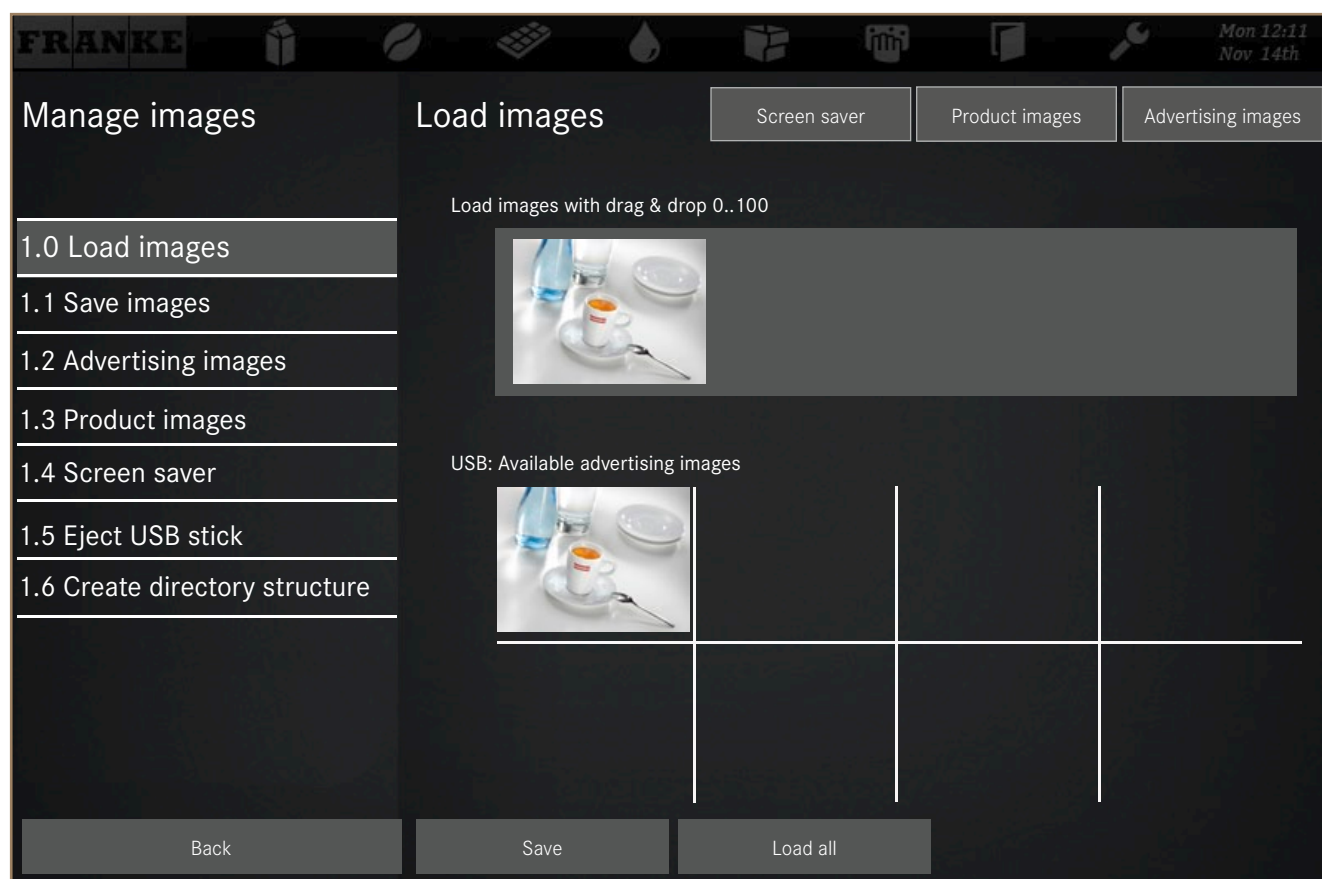 FRANKE
Mon 12:11
Nov 14th
Manage images
Load images
Screen saver
Product images
Advertising images
Load images with drag & drop 0..100
1.0 Load images
1.1 Save images
1.2 Advertising images
1.3 Product images
1.4 Screen saver
1.5 Eject USB stick
1.6 Create directory structure
USB: Available advertising images
Back
Save
Load all